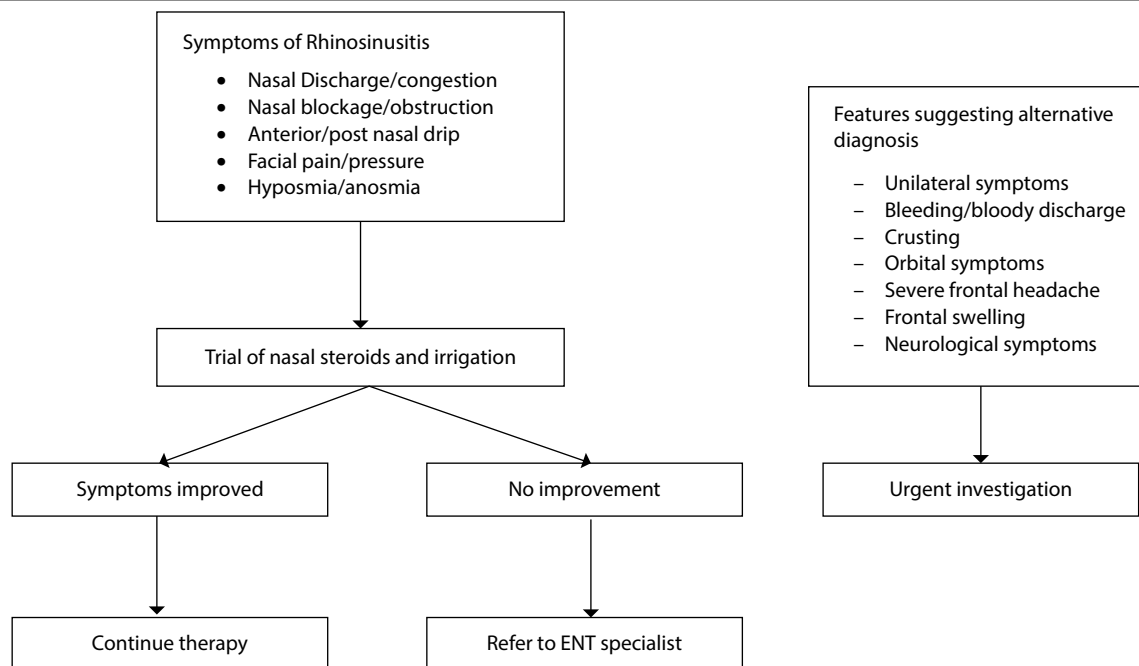 Symptoms of Rhinosinusitis
• Nasal Discharge/congestion
• Nasal blockage/obstruction
• Anterior/post nasal drip
• Facial pain/pressure
• Hyposmia/anosmia
Features suggesting alternative
diagnosis
– Unilateral symptoms
– Bleeding/bloody discharge
– Crusting
– Orbital symptoms
– Severe frontal headache
– Frontal swelling
– Neurological symptoms
Trial of nasal steroids and irrigation
Symptoms improved
No improvement
Urgent investigation
Continue therapy
Refer to ENT specialist